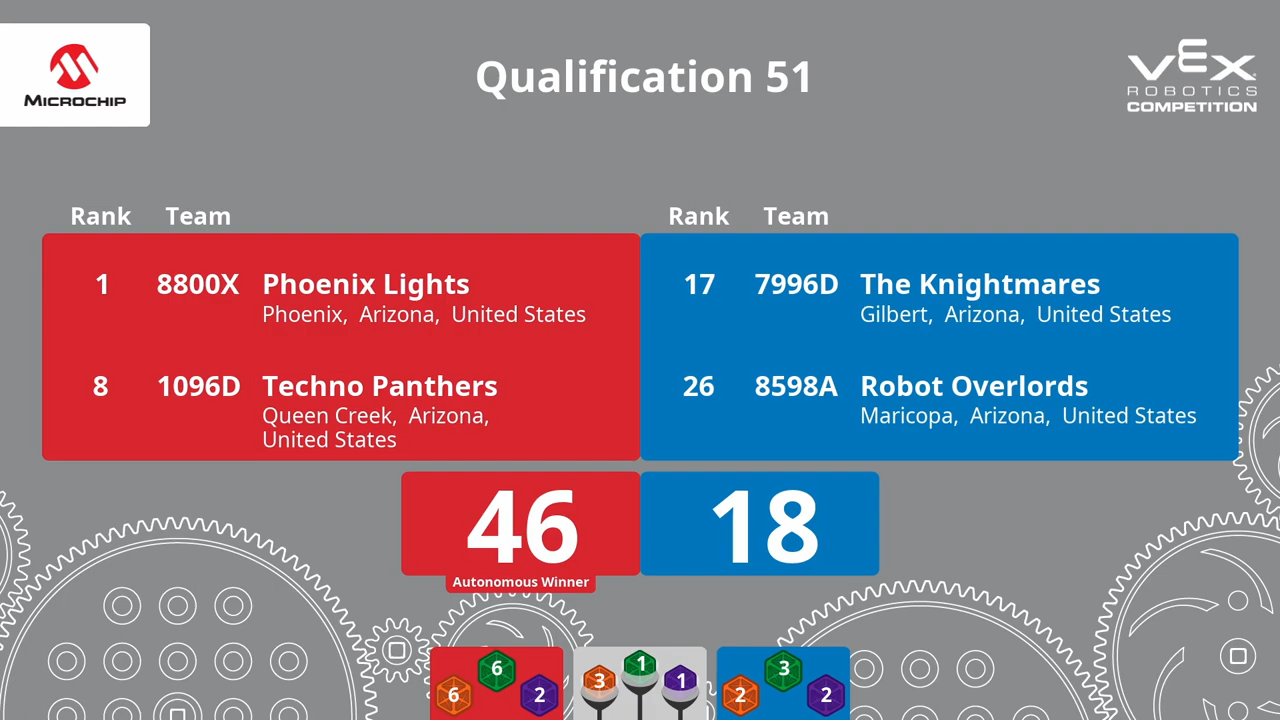 Qualification 51
MICROCHIP
VEX
ROBOTICS
COMPETITION
Rank Team
1 8800X Phoenix Lights
Phoenix, Arizona, United States
8 1096D Techno Panthers
Queen Creek, Arizona,
United States
Rank Team
17 7996D The Knightmares
Gilbert, Arizona, United States
26 8598A Robot Overlords
Maricopa, Arizona, United States
46 18
Autonomous Winner
6 6 2
3 1 1
2 3 2